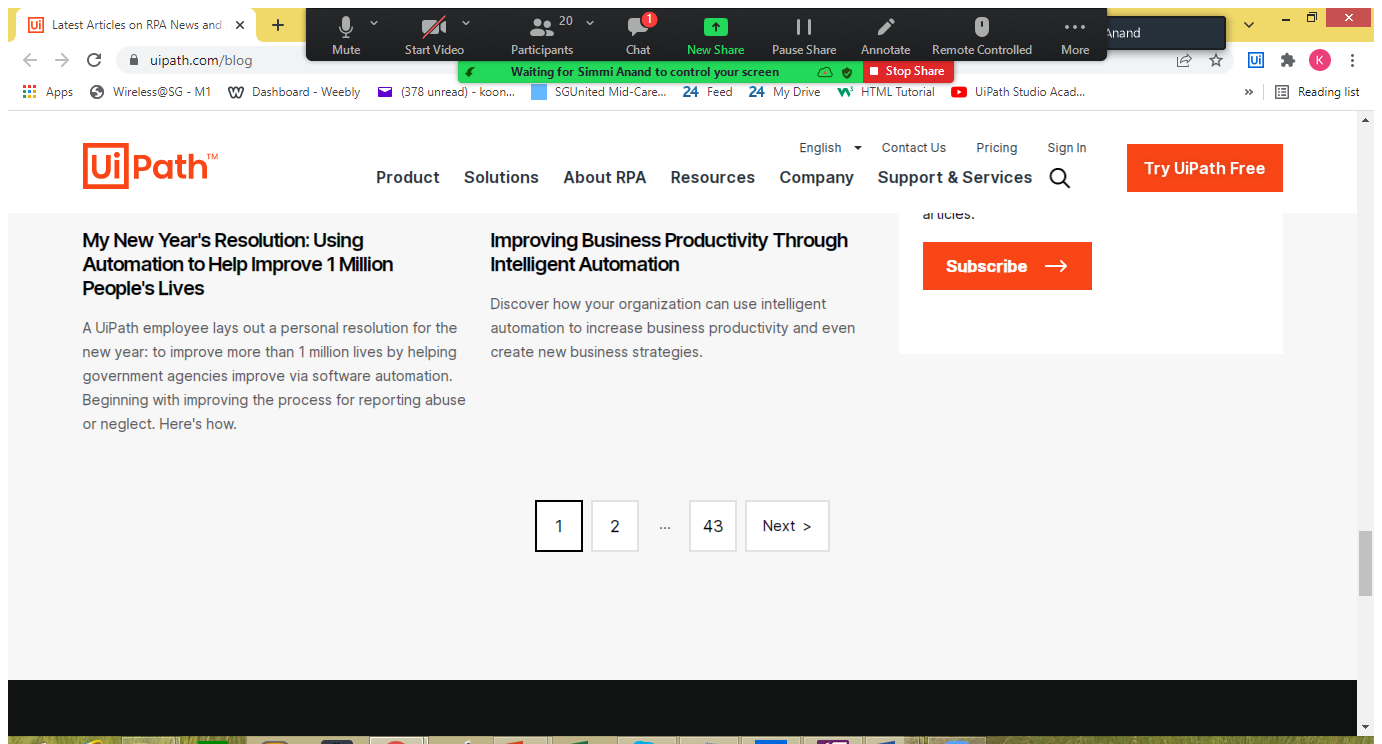 Latest Articles on RPA News and
20
1
Mute
Start Video
Participants
Chat
New Share
Pause Share
Annotate
Remote Controlled
More
Anand
Waiting for Simmi Anand to control your screen
Stop Share
uipath.com/blog
K
Apps
Wireless@SG - M1
Dashboard - Weebly
(378 unread) - koon...
SGUnited Mid-Care...
24 Feed
24 My Drive
HTML Tutorial
UiPath Studio Acad...
»
Reading list
UiPath™
English
Contact Us
Pricing
Sign In
Product
Solutions
About RPA
Resources
Company
Support & Services
Try UiPath Free
articles.
Subscribe
My New Year's Resolution: Using
Automation to Help Improve 1 Million
People's Lives
A UiPath employee lays out a personal resolution for the
new year: to improve more than 1 million lives by helping
government agencies improve via software automation.
Beginning with improving the process for reporting abuse
or neglect. Here's how.
Improving Business Productivity Through
Intelligent Automation
Discover how your organization can use intelligent
automation to increase business productivity and even
create new business strategies.
1
2
...
43
Next >